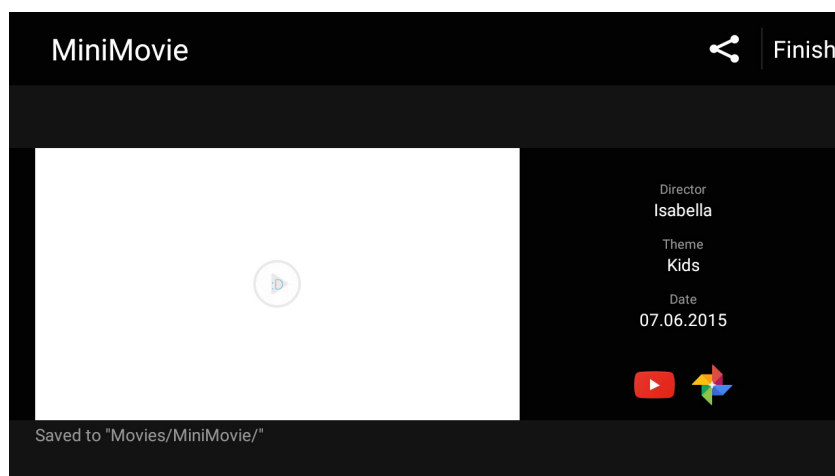 MiniMovie
Finish
:D
Director
Isabella
Theme
Kids
Date
07.06.2015
Saved to "Movies/MiniMovie/"